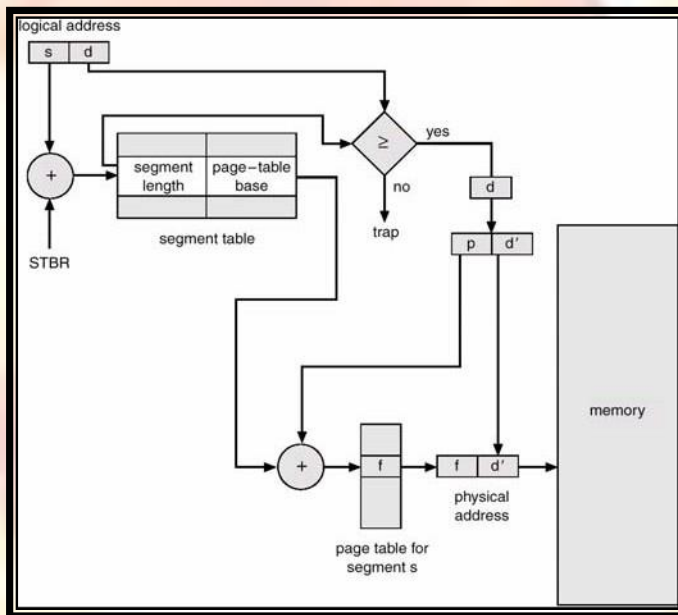 logical address
s d
≥
yes
no
trap
+
segment length
page–table base
segment table
STBR
d
p d′
memory
+
f
f d′
physical address
page table for segment s